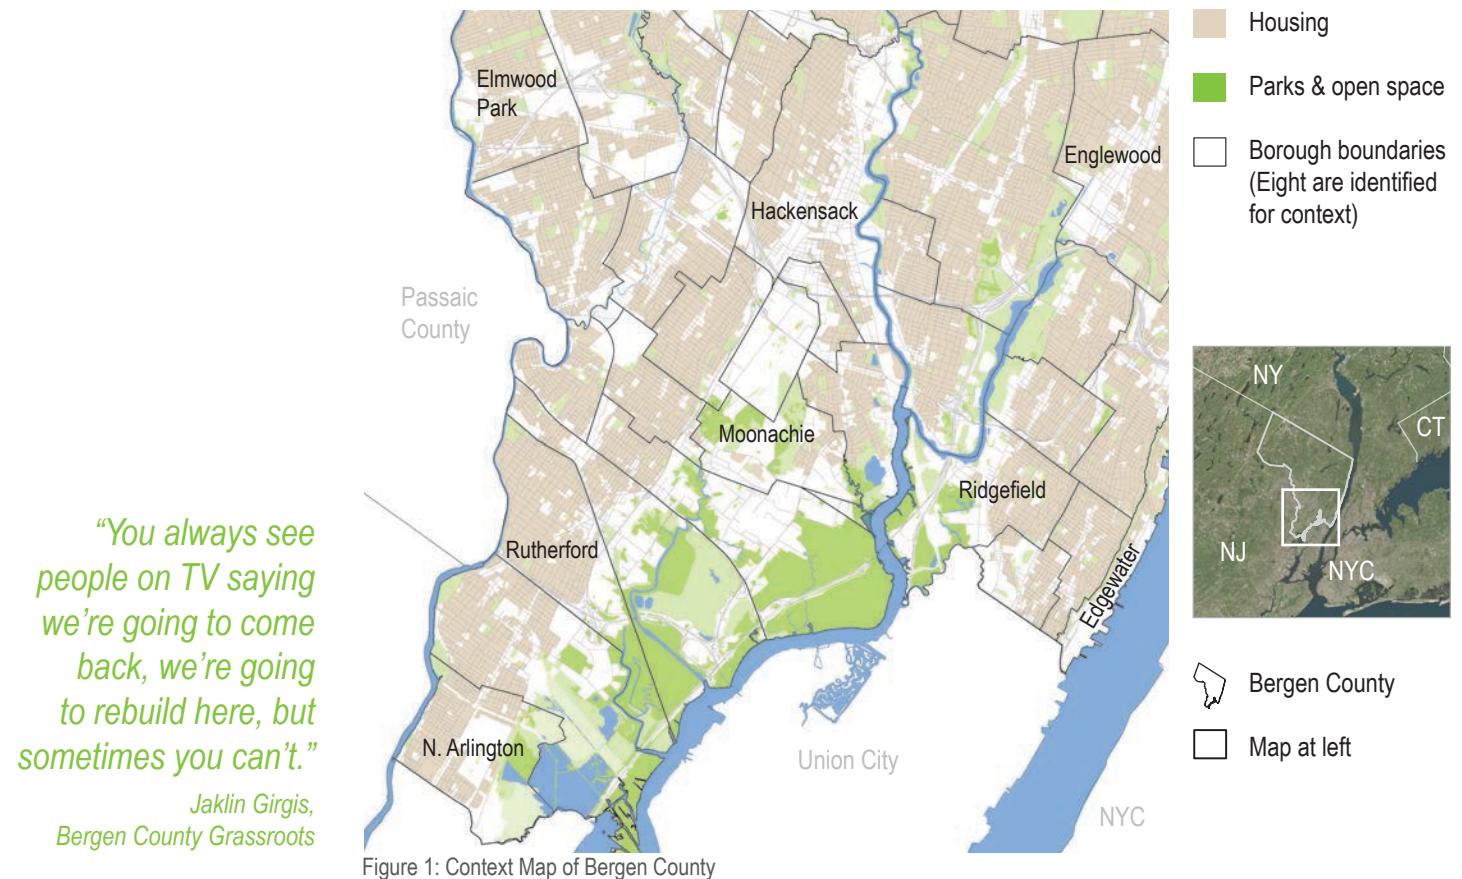 “You always see
people on TV saying
we’re going to come
back, we’re going
to rebuild here, but
sometimes you can’t.”
Jaklin Girgis,
Bergen County Grassroots
Elmwood
Park
Englewood
Hackensack
Passaic
County
Moonachie
Ridgefield
Rutherford
Edgewater
N. Arlington
Union City
NYC
Figure 1: Context Map of Bergen County
Housing
Parks & open space
Borough boundaries
(Eight are identified
for context)
NY
CT
NJ
NYC
Bergen County
Map at left